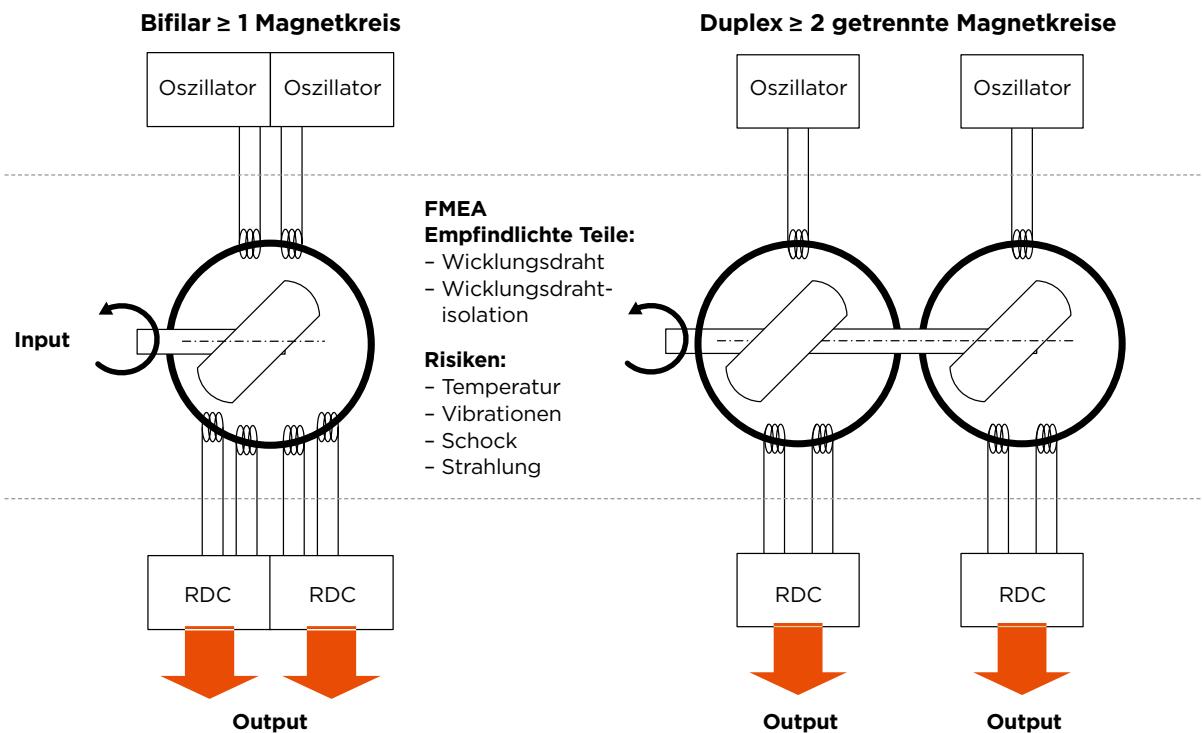 Bifilar ≥ 1 Magnetkreis
Duplex ≥ 2 getrennte Magnetkreise
Oszillator
Oszillator
Oszillator
Oszillator
FMEA
Empfindlichte Teile:
– Wicklungsdraht
– Wicklungsdraht-
isolation
Input
Risiken:
– Temperatur
– Vibrationen
– Schock
– Strahlung
RDC
RDC
RDC
RDC
Output
Output
Output